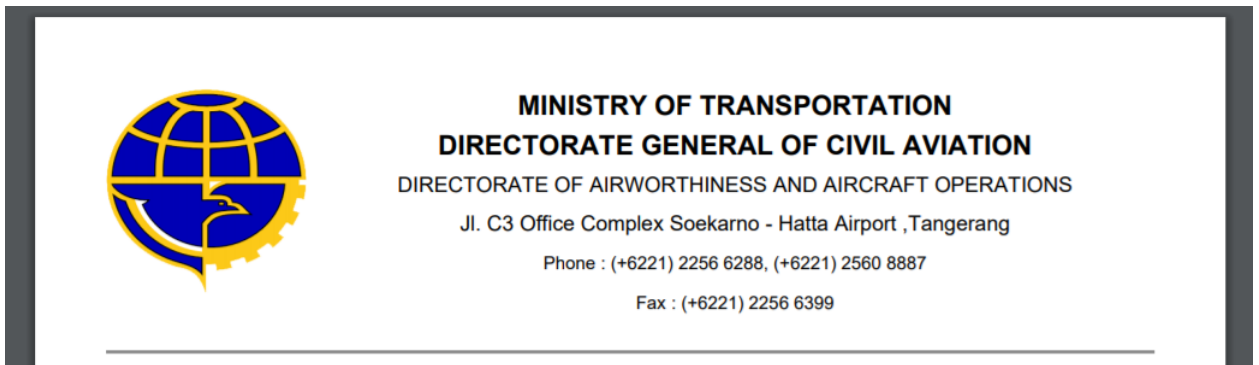 MINISTRY OF TRANSPORTATION
DIRECTORATE GENERAL OF CIVIL AVIATION
DIRECTORATE OF AIRWORTHINESS AND AIRCRAFT OPERATIONS
Jl. C3 Office Complex Soekarno - Hatta Airport ,Tangerang
Phone : (+6221) 2256 6288, (+6221) 2560 8887
Fax : (+6221) 2256 6399